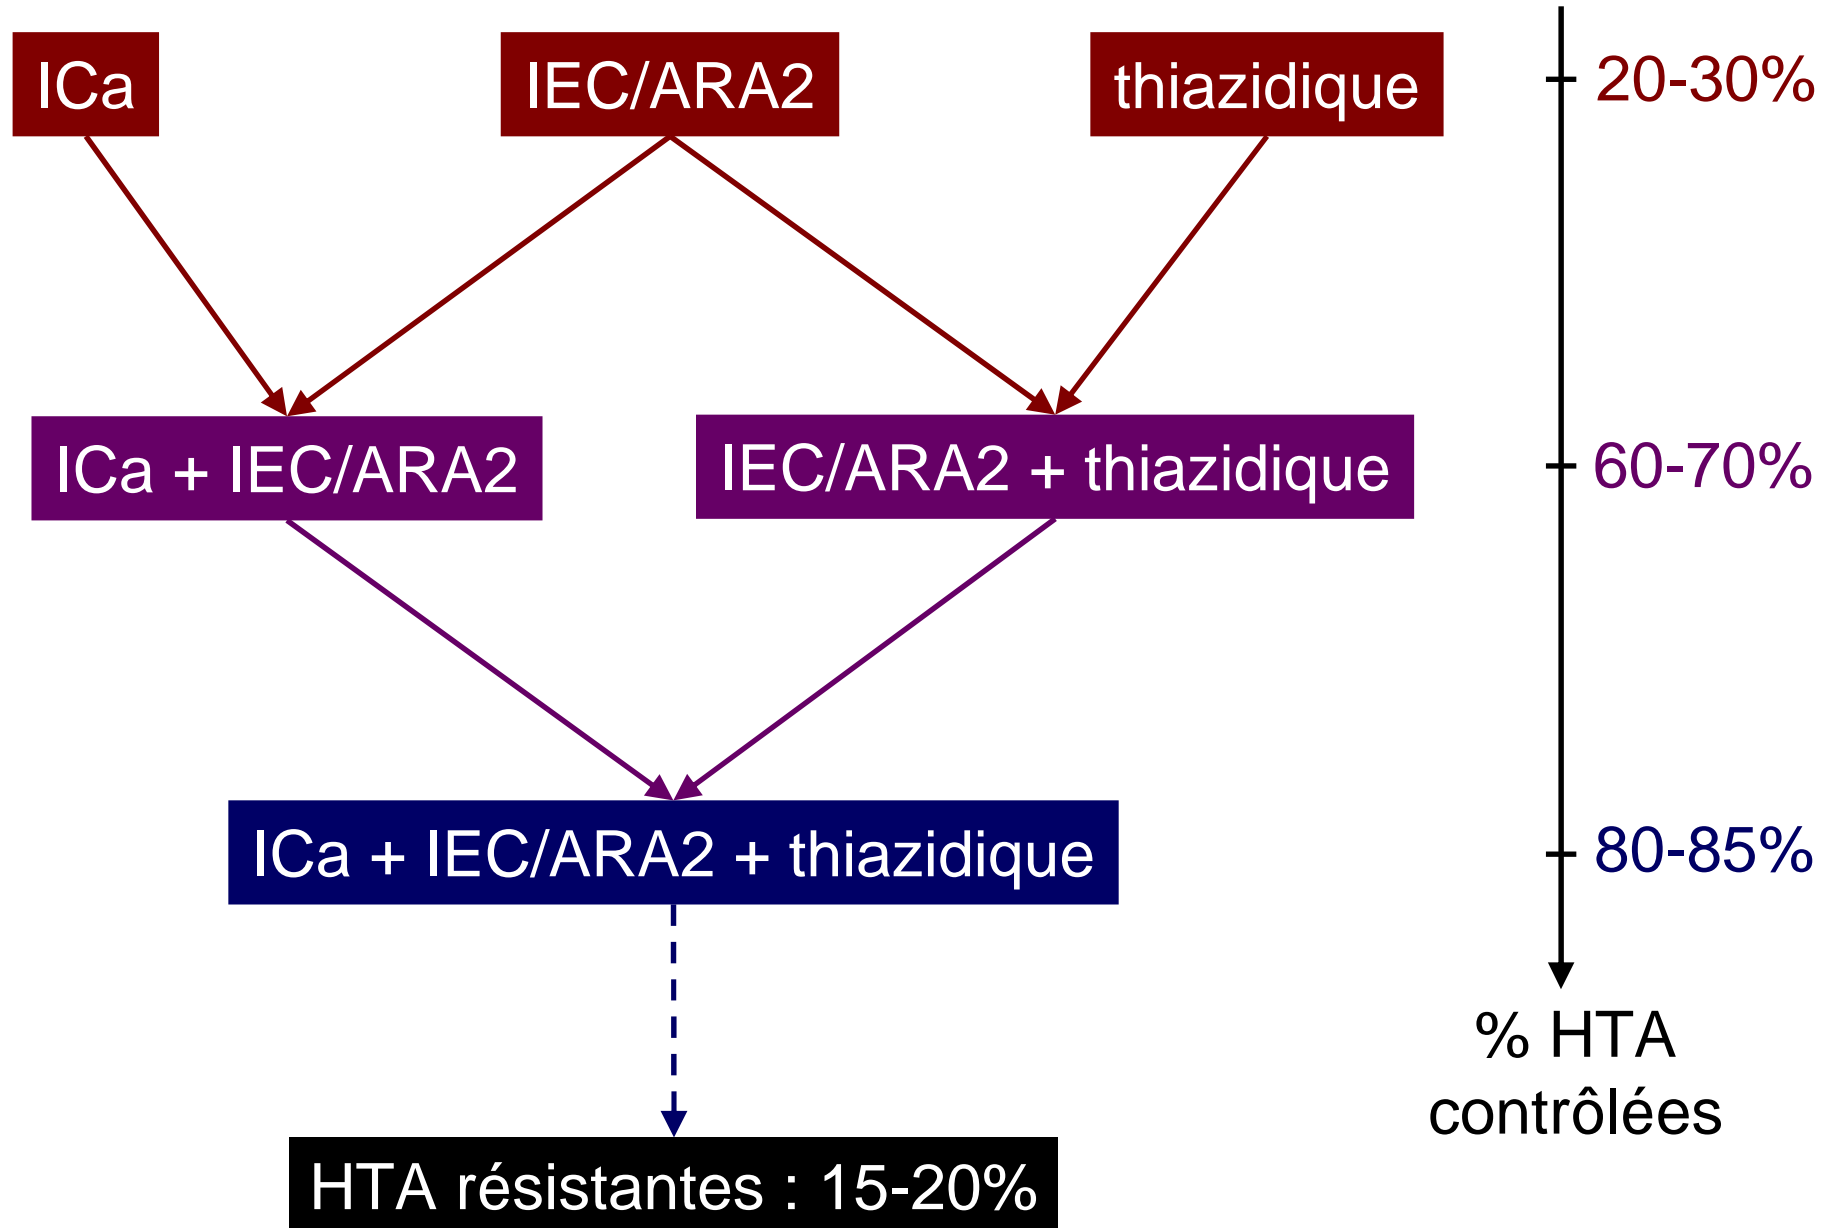 ICa
IEC/ARA2
thiazidique
20-30%
ICa + IEC/ARA2
IEC/ARA2 + thiazidique
60-70%
ICa + IEC/ARA2 + thiazidique
80-85%
% HTA
contrôlées
HTA résistantes : 15-20%